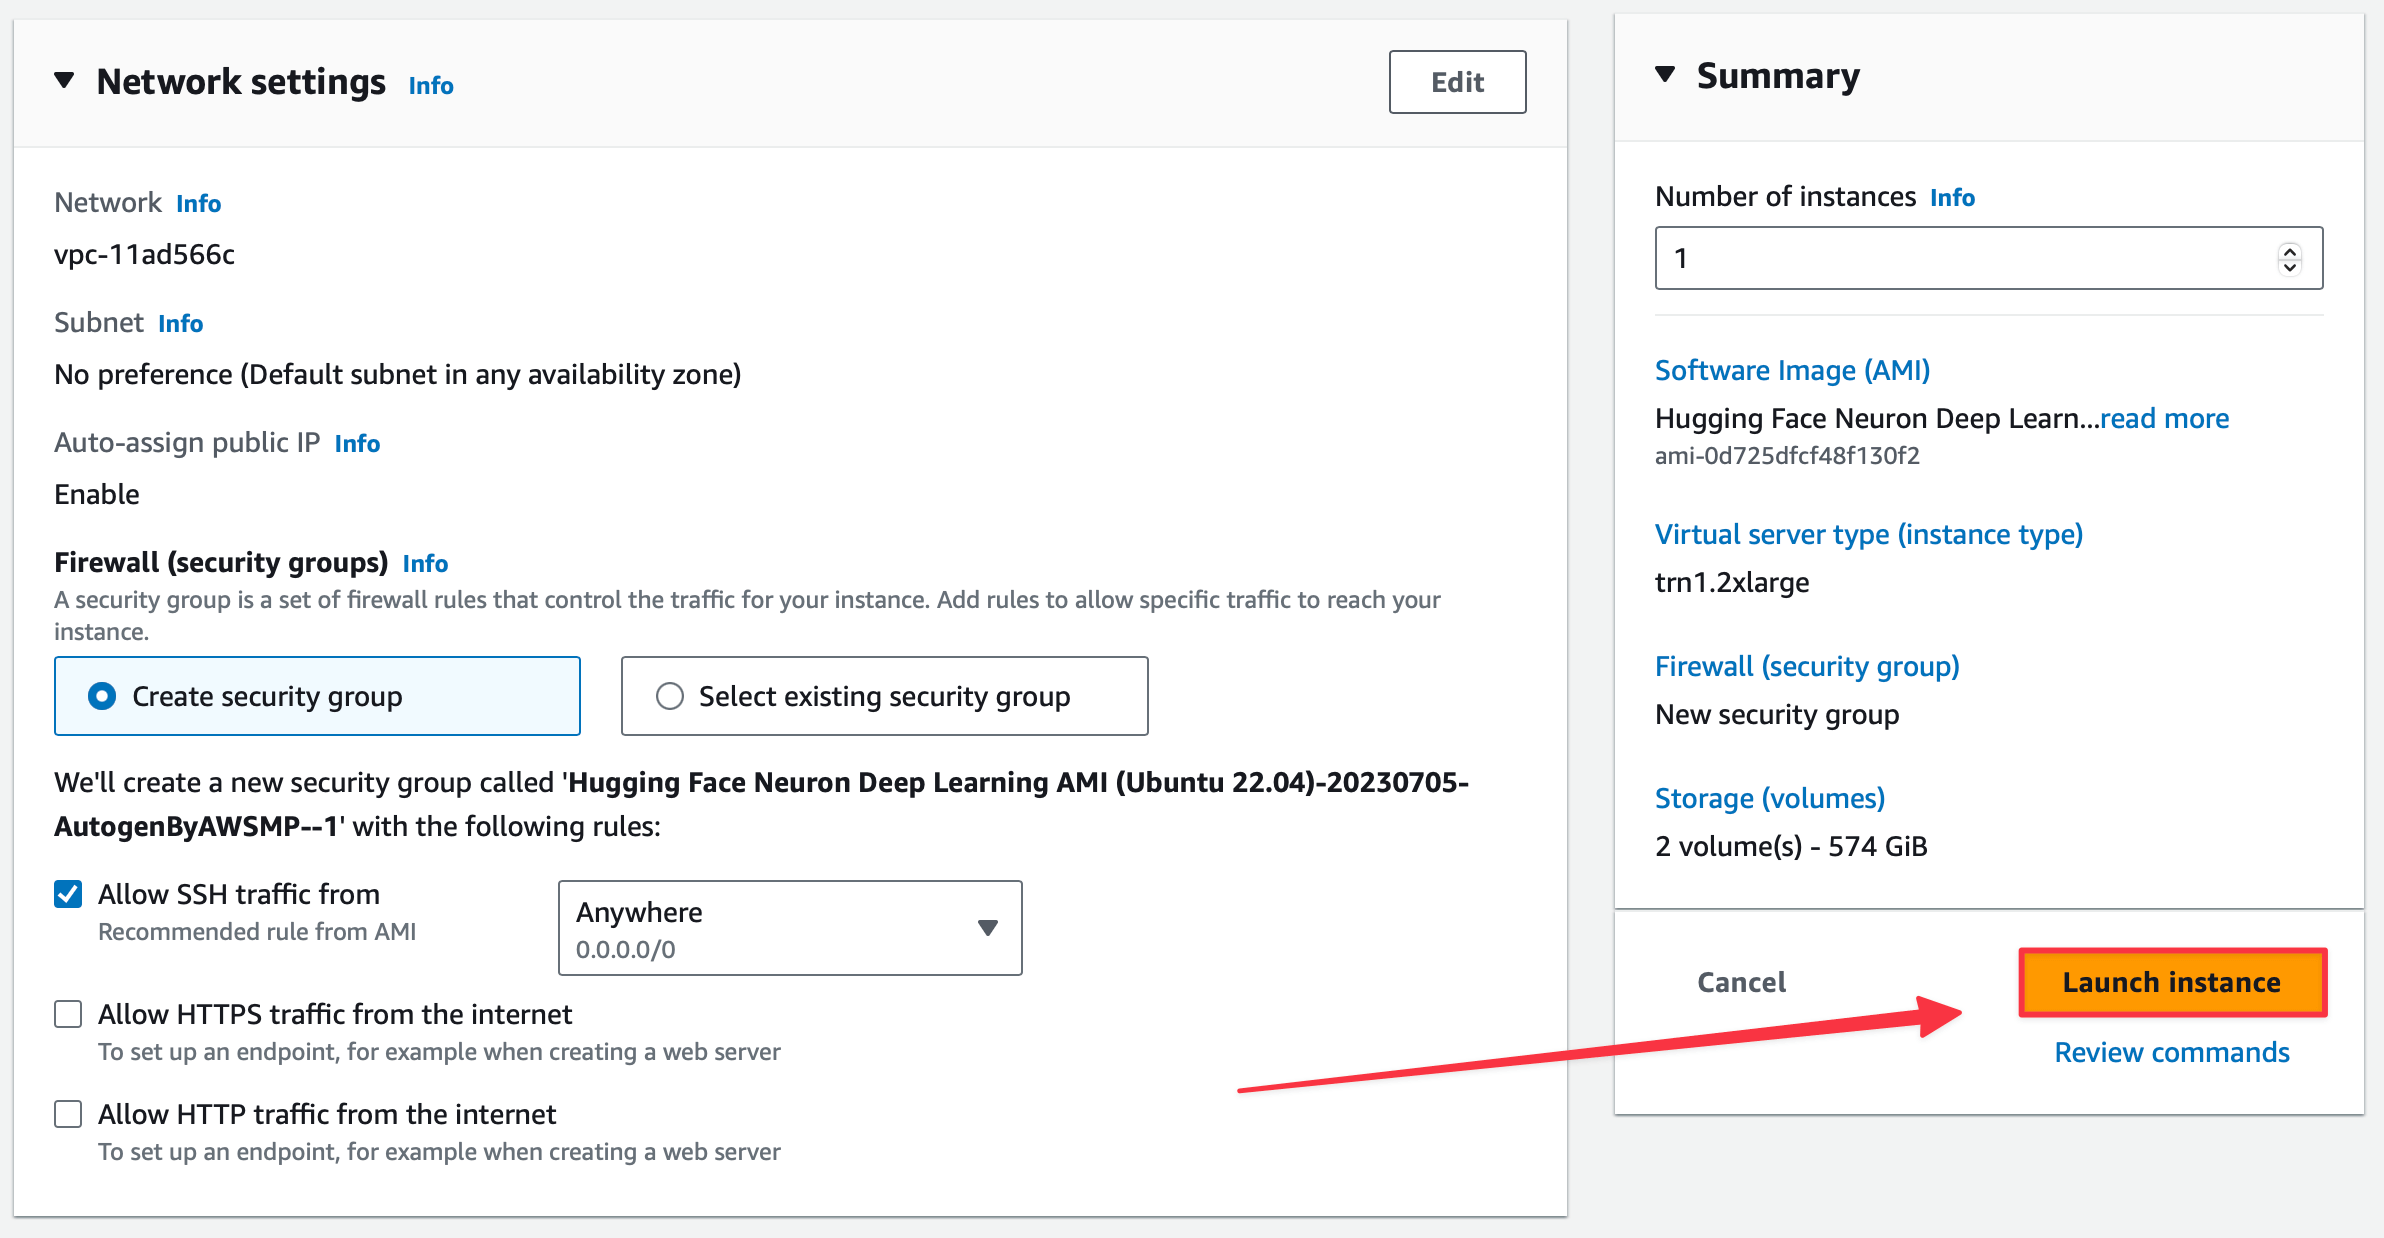 Network settings Info
Edit
Network Info
vpc-11ad566c
Subnet Info
No preference (Default subnet in any availability zone)
Auto-assign public IP Info
Enable
Firewall (security groups) Info
A security group is a set of firewall rules that control the traffic for your instance. Add rules to allow specific traffic to reach your
instance.
Create security group
Select existing security group
We'll create a new security group called 'Hugging Face Neuron Deep Learning AMI (Ubuntu 22.04)-20230705-
AutogenByAWSMP--1' with the following rules:
Allow SSH traffic from
Recommended rule from AMI
Anywhere
0.0.0.0/0
Allow HTTPS traffic from the internet
To set up an endpoint, for example when creating a web server
Allow HTTP traffic from the internet
To set up an endpoint, for example when creating a web server
Summary
Number of instances Info
1
Software Image (AMI)
Hugging Face Neuron Deep Learn...read more
ami-0d725dfcf48f130f2
Virtual server type (instance type)
trn1.2xlarge
Firewall (security group)
New security group
Storage (volumes)
2 volume(s) - 574 GiB
Cancel
Launch instance
Review commands